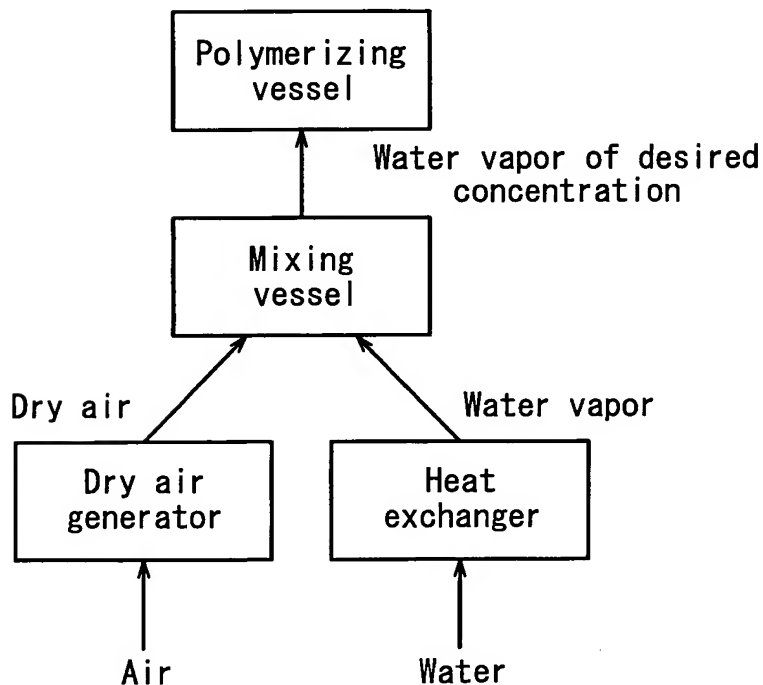 Polymerizing
vessel
Water vapor of desired
concentration
Mixing
vessel
Dry air
Water vapor
Dry air
generator
Heat
exchanger
Air
Water